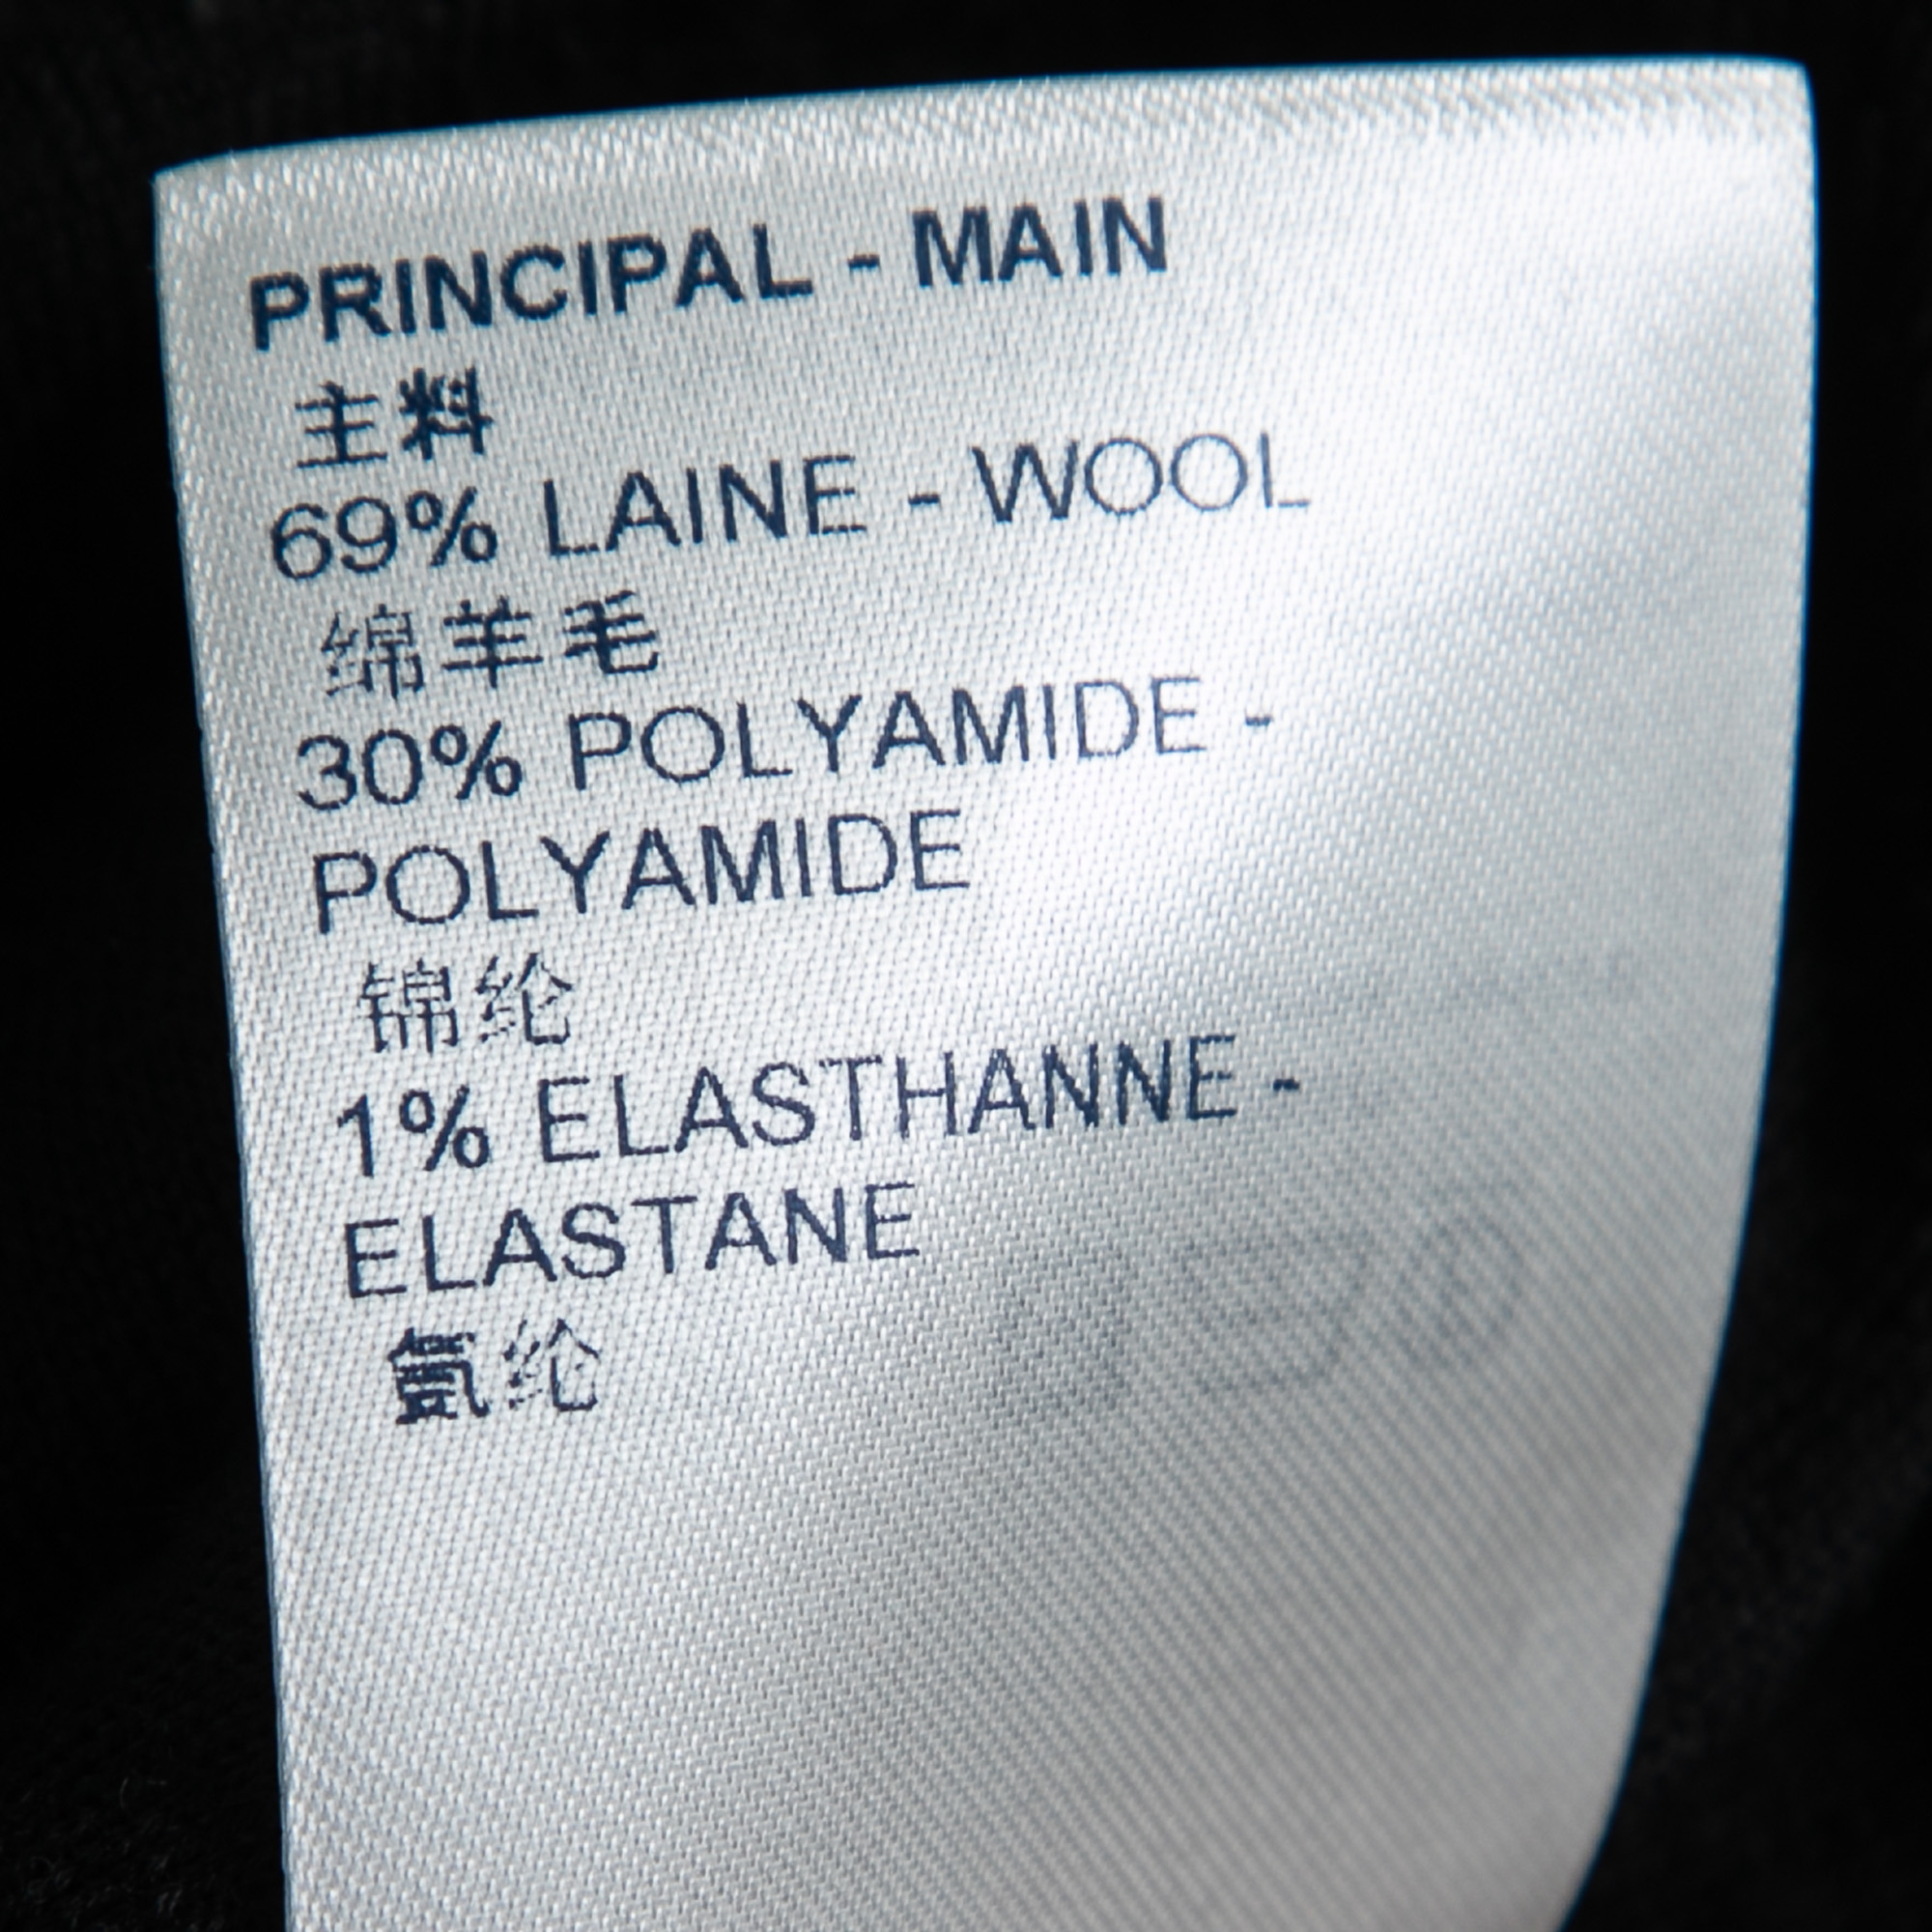 PRINCIPAL - MAIN
主料
69% LAINE - WOOL
绵羊毛
30% POLYAMIDE -
POLYAMIDE
锦纶
1% ELASTHANNE -
ELASTANE
氨纶